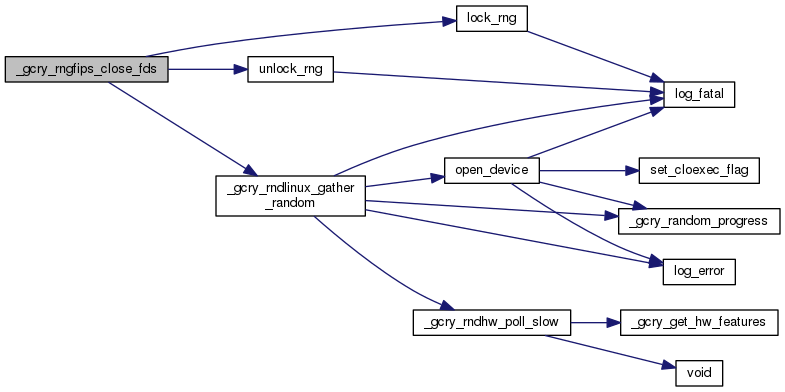 lock_rng
_gcry_rngfips_close_fds
unlock_rng
log_fatal
open_device
set_cloexec_flag
_gcry_rndlinux_gather
_random
_gcry_random_progress
log_error
_gcry_rndhw_poll_slow
_gcry_get_hw_features
void